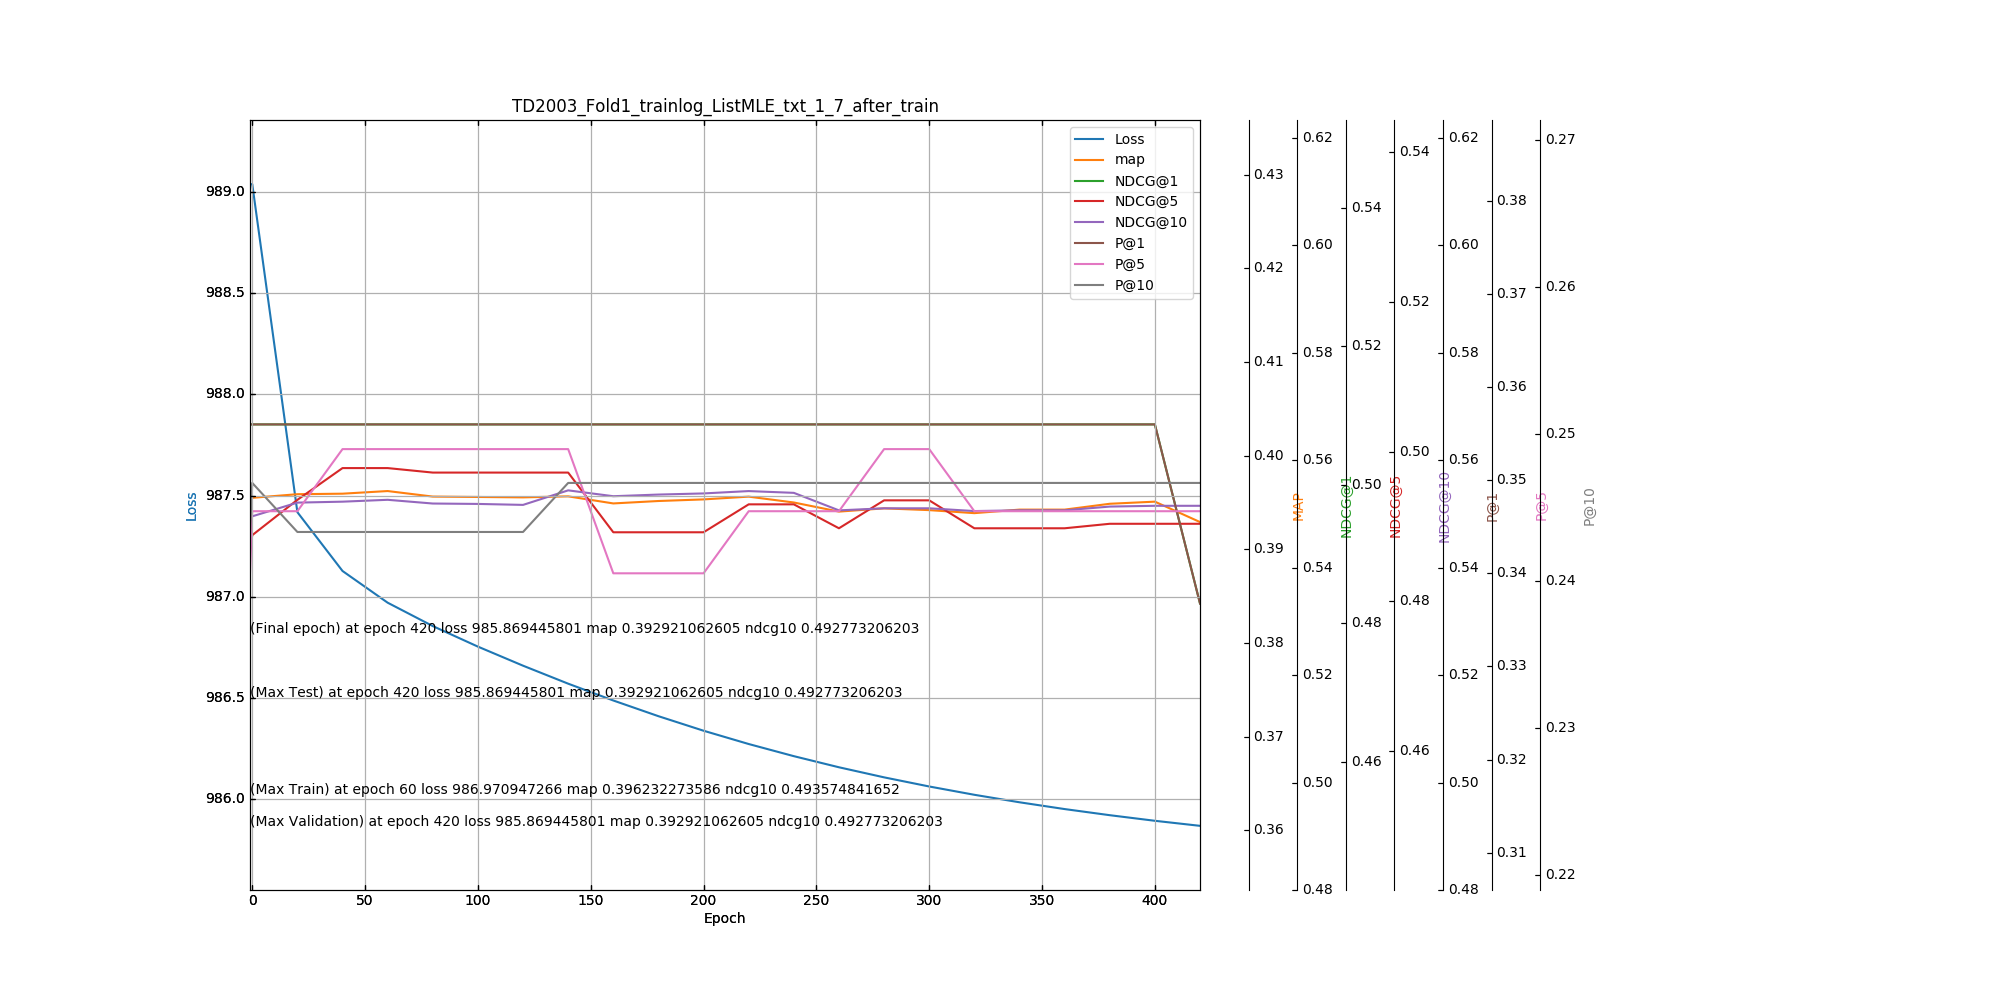 TD2003_Fold1_trainlog_ListMLE_txt_1_7_after_train
Loss
map
NDCG@1
NDCG@5
NDCG@10
P@1
P@5
P@10
989.0
988.5
988.0
987.5
987.0
986.5
986.0
Loss
(Final epoch) at epoch 420 loss 985.869445801 map 0.392921062605 ndcg10 0.492773206203
(Max Test) at epoch 420 loss 985.869445801 map 0.392921062605 ndcg10 0.492773206203
(Max Train) at epoch 60 loss 986.970947266 map 0.396232273586 ndcg10 0.493574841652
(Max Validation) at epoch 420 loss 985.869445801 map 0.392921062605 ndcg10 0.492773206203
0 50 100 150 200 250 300 350 400
Epoch
0.43
0.42
0.41
0.40
0.39
0.38
0.37
0.36
MAP
0.62
0.60
0.58
0.56
0.54
0.52
0.50
0.48
NDCG@1
0.54
0.52
0.50
0.48
0.46
NDCG@5
0.54
0.52
0.50
0.48
0.46
NDCG@10
0.62
0.60
0.58
0.56
0.54
0.52
0.50
0.48
P@1
0.38
0.37
0.36
0.35
0.34
0.33
0.32
0.31
P@5
0.27
0.26
0.25
0.24
0.23
0.22
P@10